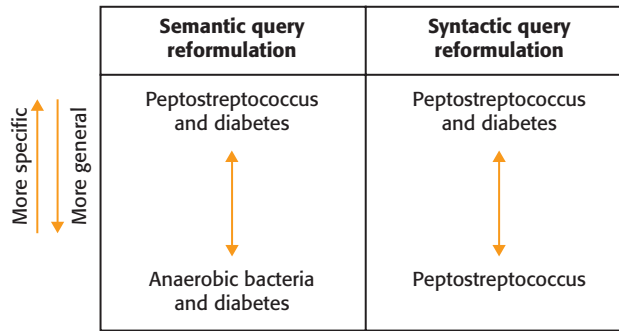 Semantic query
reformulation
Syntactic query
reformulation
More specific
More general
Peptostreptococcus
and diabetes
Peptostreptococcus
and diabetes
Anaerobic bacteria
and diabetes
Peptostreptococcus